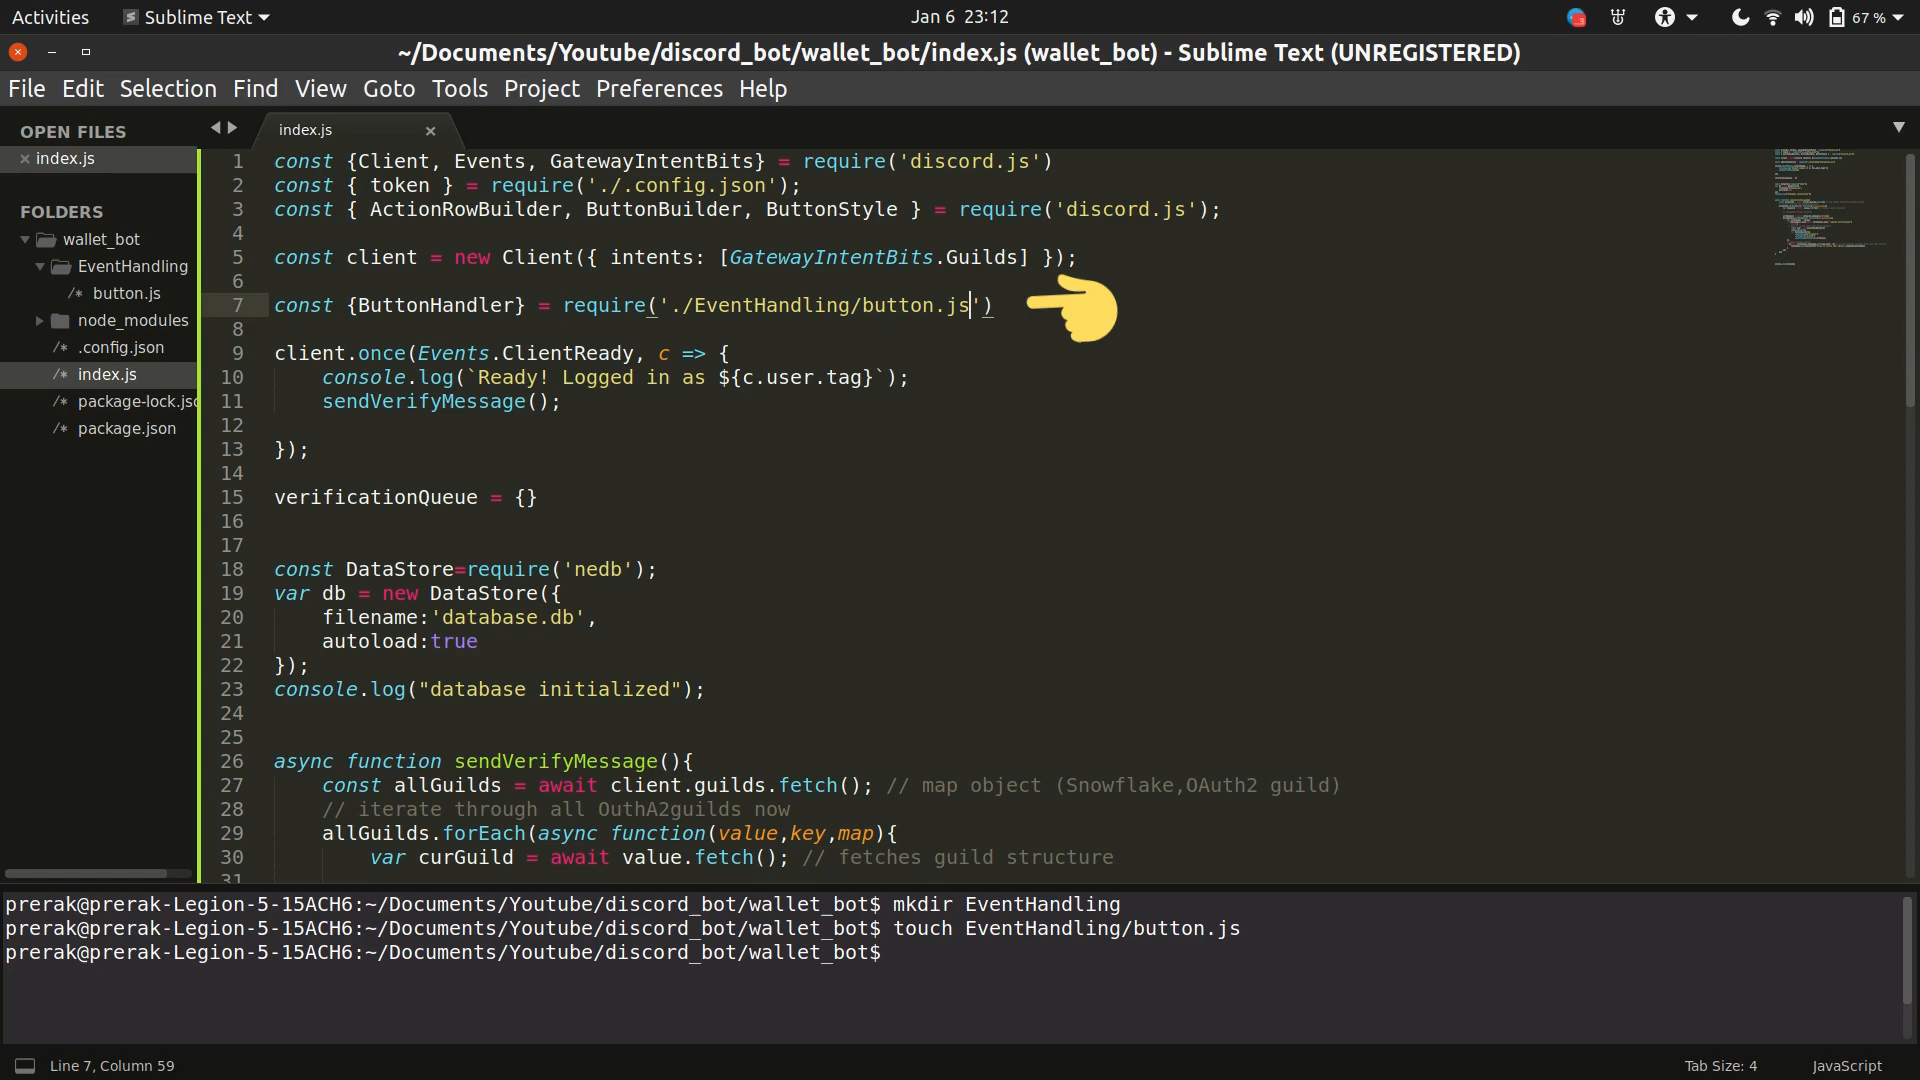 Activities Sublime Text Jan 6 23:12 3 67 %
~/Documents/Youtube/discord_bot/wallet_bot/index.js (wallet_bot) - Sublime Text (UNREGISTERED)
File Edit Selection Find View Goto Tools Project Preferences Help
OPEN FILES
index.js
FOLDERS
wallet_bot
EventHandling
/* button.js
node_modules
/* .config.json
/* index.js
/* package-lock.jso
/* package.json
index.js
1 const {Client, Events, GatewayIntentBits} = require('discord.js')
2 const { token } = require('./.config.json');
3 const { ActionRowBuilder, ButtonBuilder, ButtonStyle } = require('discord.js');
4
5 const client = new Client({ intents: [GatewayIntentBits.Guilds] });
6
7 const {ButtonHandler} = require('./EventHandling/button.js')
8
9 client.once(Events.ClientReady, c => {
10 console.log(`Ready! Logged in as ${c.user.tag}`);
11 sendVerifyMessage();
12
13 });
14
15 verificationQueue = {}
16
17
18 const DataStore=require('nedb');
19 var db = new DataStore({
20 filename:'database.db',
21 autoload:true
22 });
23 console.log("database initialized");
24
25
26 async function sendVerifyMessage(){
27 const allGuilds = await client.guilds.fetch(); // map object (Snowflake,OAuth2 guild)
28 // iterate through all OuthA2guilds now
29 allGuilds.forEach(async function(value,key,map){
30 var curGuild = await value.fetch(); // fetches guild structure
31
prerak@prerak-Legion-5-15ACH6:~/Documents/Youtube/discord_bot/wallet_bot$ mkdir EventHandling
prerak@prerak-Legion-5-15ACH6:~/Documents/Youtube/discord_bot/wallet_bot$ touch EventHandling/button.js
prerak@prerak-Legion-5-15ACH6:~/Documents/Youtube/discord_bot/wallet_bot$
Line 7, Column 59 Tab Size: 4 JavaScript